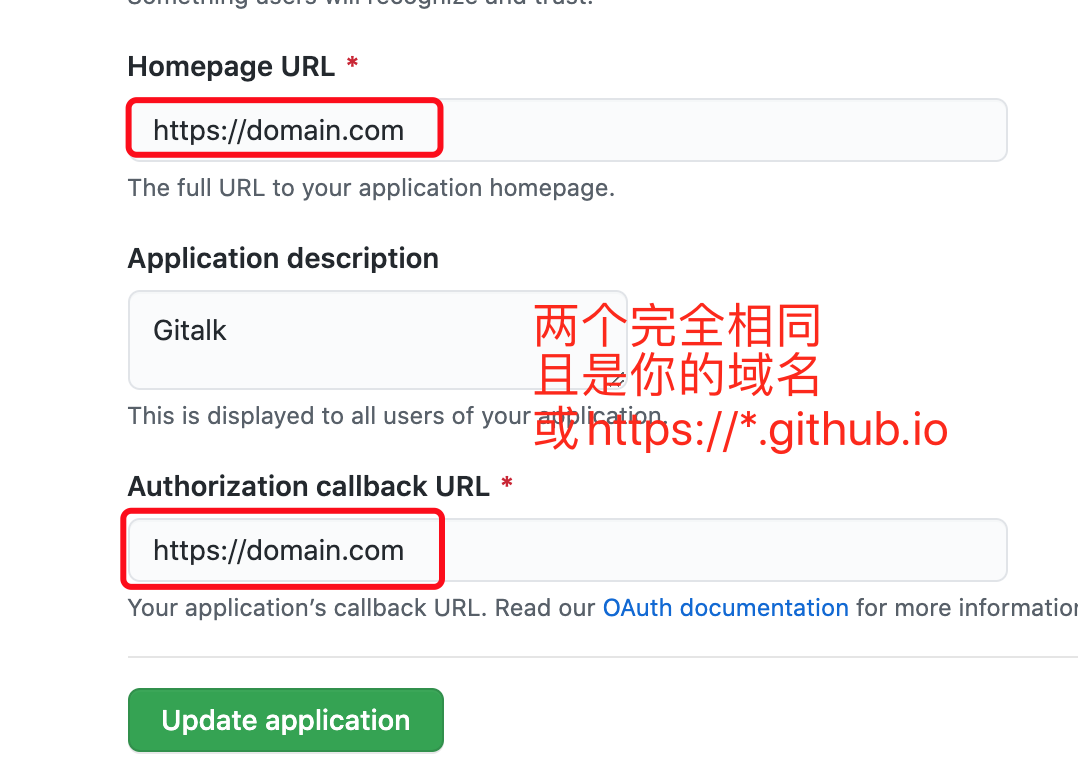 Something users will recognize and trust.
Homepage URL *
https://domain.com
The full URL to your application homepage.
Application description
Gitalk
两个完全相同
且是你的域名
或https://*.github.io
This is displayed to all users of your application.
Authorization callback URL *
https://domain.com
Your application’s callback URL. Read our OAuth documentation for more information
Update application